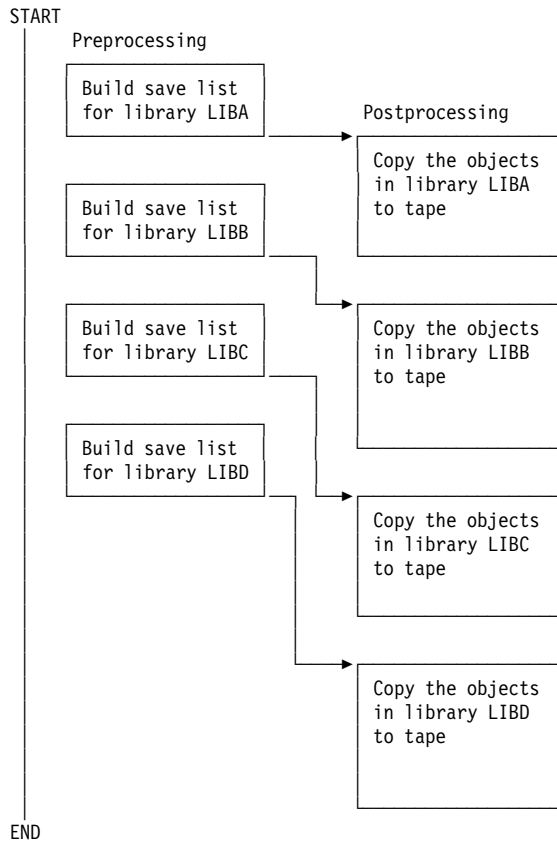 START
Preprocessing
Build save list
for library LIBA
Postprocessing
Copy the objects
in library LIBA
to tape
Build save list
for library LIBB
Copy the objects
in library LIBB
to tape
Build save list
for library LIBC
Build save list
for library LIBD
Copy the objects
in library LIBC
to tape
Copy the objects
in library LIBD
to tape
END